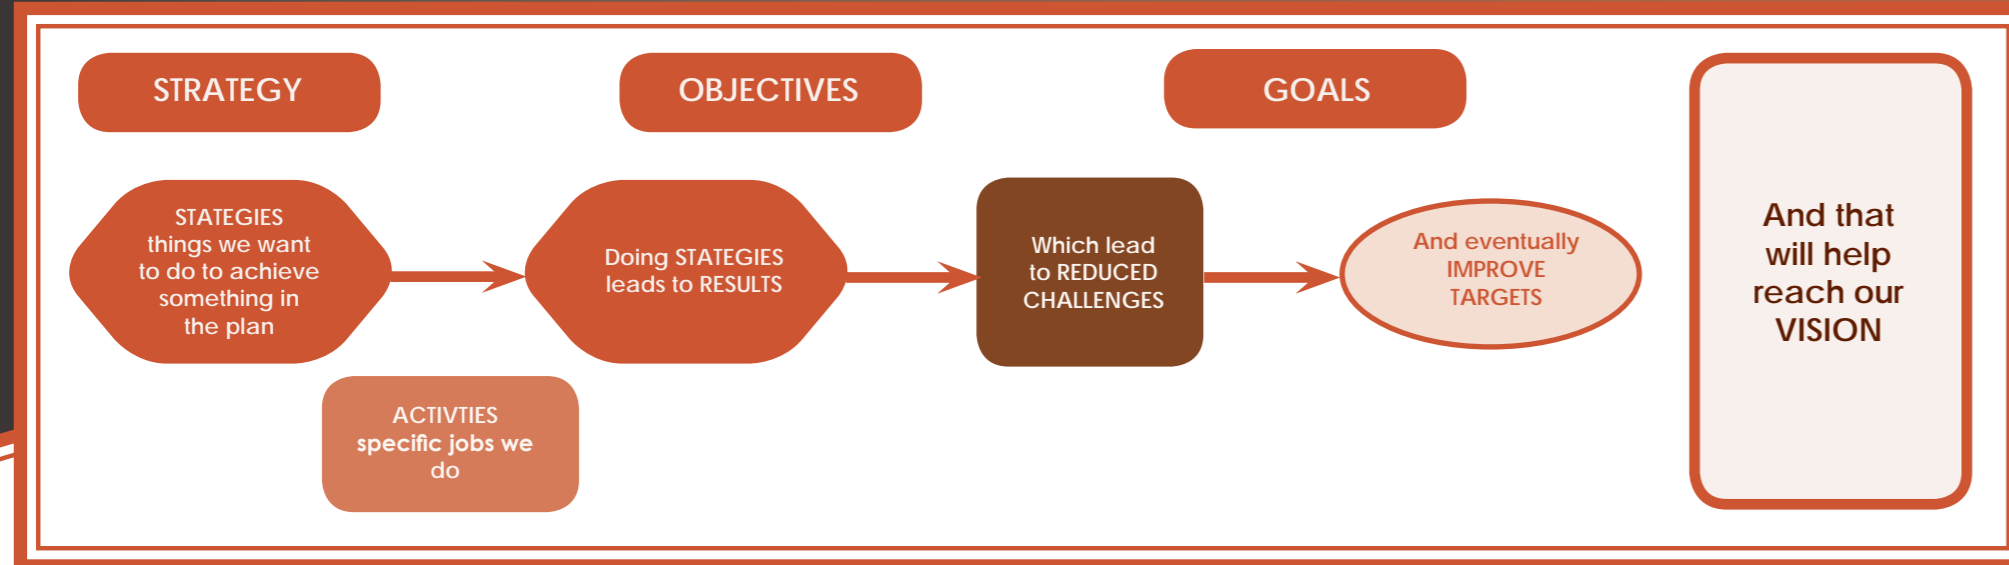 STRATEGY
OBJECTIVES
GOALS
STATEGIES
things we want
to do to achieve
something in
the plan
ACTIVTIES
specific jobs we
do
Doing STATEGIES
leads to RESULTS
Which lead
to REDUCED
CHALLENGES
And eventually
IMPROVE
TARGETS
And that
will help
reach our
VISION